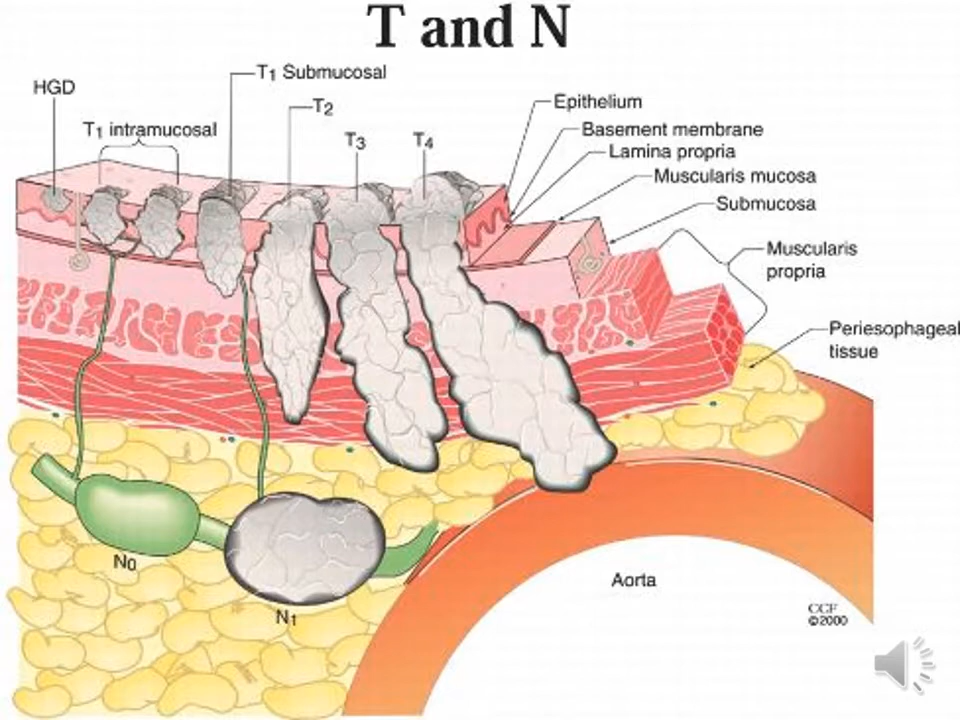 T and N
HGD
T1 intramucosal
T1 Submucosal
T2
T3
T4
Epithelium
Basement membrane
Lamina propria
Muscularis mucosa
Submucosa
Muscularis
propria
Periesophageal
tissue
N0
N1
Aorta
CCF
©2000